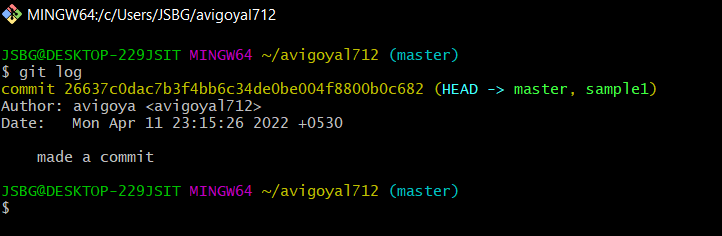 MINGW64:/c/Users/JSBG/avigoyal712
JSBG@DESKTOP-229JSIT MINGW64 ~/avigoyal712 (master)
$ git log
commit 26637c0dac7b3f4bb6c34de0be004f8800b0c682 (HEAD -> master, sample1)
Author: avigoya <avigoyal712>
Date:   Mon Apr 11 23:15:26 2022 +0530
    made a commit
JSBG@DESKTOP-229JSIT MINGW64 ~/avigoyal712 (master)
$